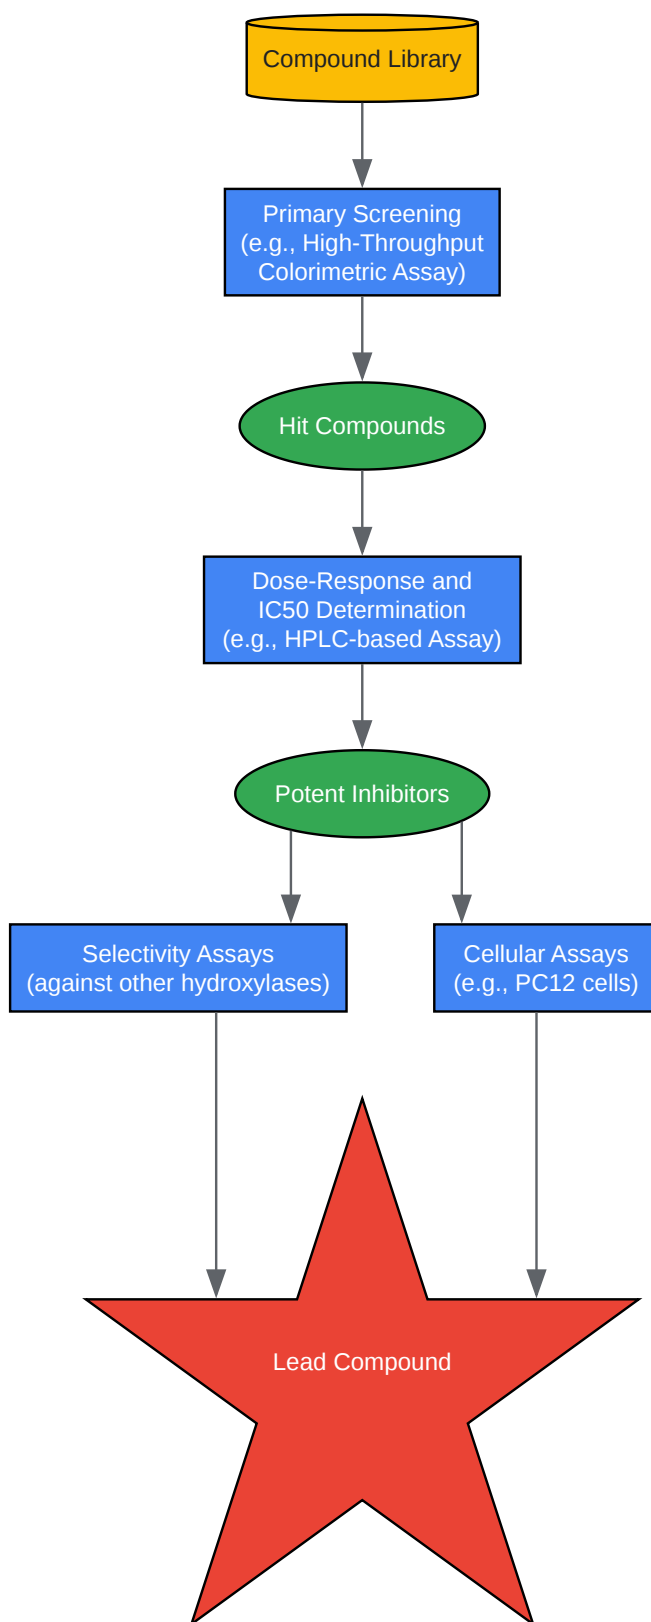 Compound Library
Primary Screening
(e.g., High-Throughput
Colorimetric Assay)
Hit Compounds
Dose-Response and
IC50 Determination
(e.g., HPLC-based Assay)
Potent Inhibitors
Selectivity Assays
(against other hydroxylases)
Cellular Assays
(e.g., PC12 cells)
Lead Compound